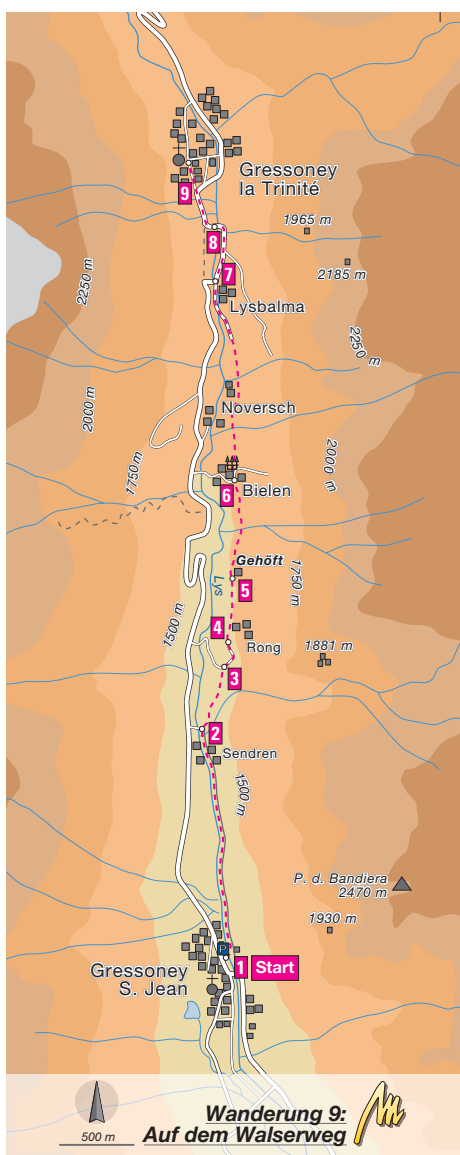 9
Gressoney
la Trinité
8
1965 m
2185 m
7
2250 m
Lysbalma
2250 m
2000 m
Noversch
1750m
2000 m
6
Bielen
Gehöft
Lys
5
1750 m
1500 m
4
Rong
1881 m
3
2
Sendren
1500 m
P. d. Bandiera
2470 m
1930 m
P
1 Start
Gressoney
S. Jean
500 m
Wanderung 9:
Auf dem Walserweg